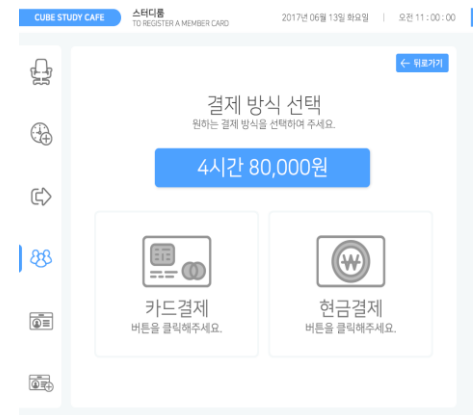 CUBE STUDY CAFE
스터디룸
TO REGISTER A MEMBER CARD
2017년 06월 13일 화요일 | 오전 11 : 00 : 00
← 뒤로가기
결제 방식 선택
원하는 결제 방식을 선택하여 주세요.
4시간 80,000원
카드결제
버튼을 클릭해주세요.
현금결제
버튼을 클릭해주세요.